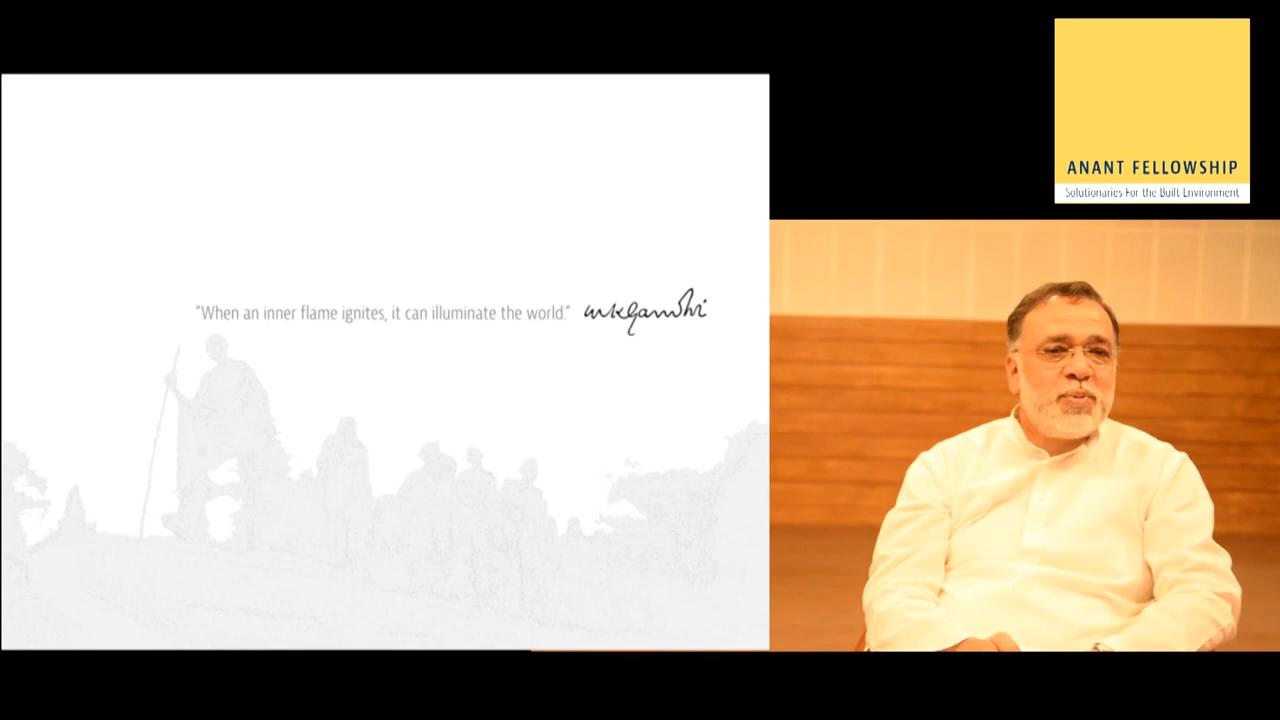 ANANT FELLOWSHIP
Solutionaries For the Built Environment
"When an inner flame ignites, it can illuminate the world." mkGandhi